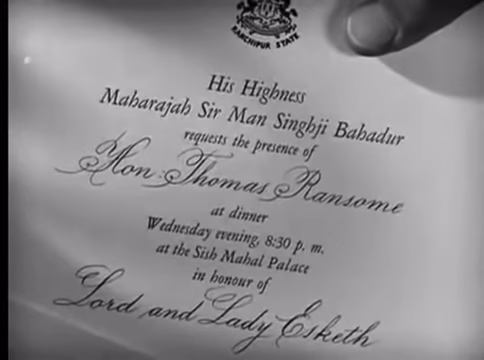 RANCHIPUR STATE
His Highness
Maharajah Sir Man Singhji Bahadur
requests the presence of
Hon. Thomas Ransome
at dinner
Wednesday evening, 8:30 p. m.
at the Sish Mahal Palace
in honour of
Lord and Lady Esketh